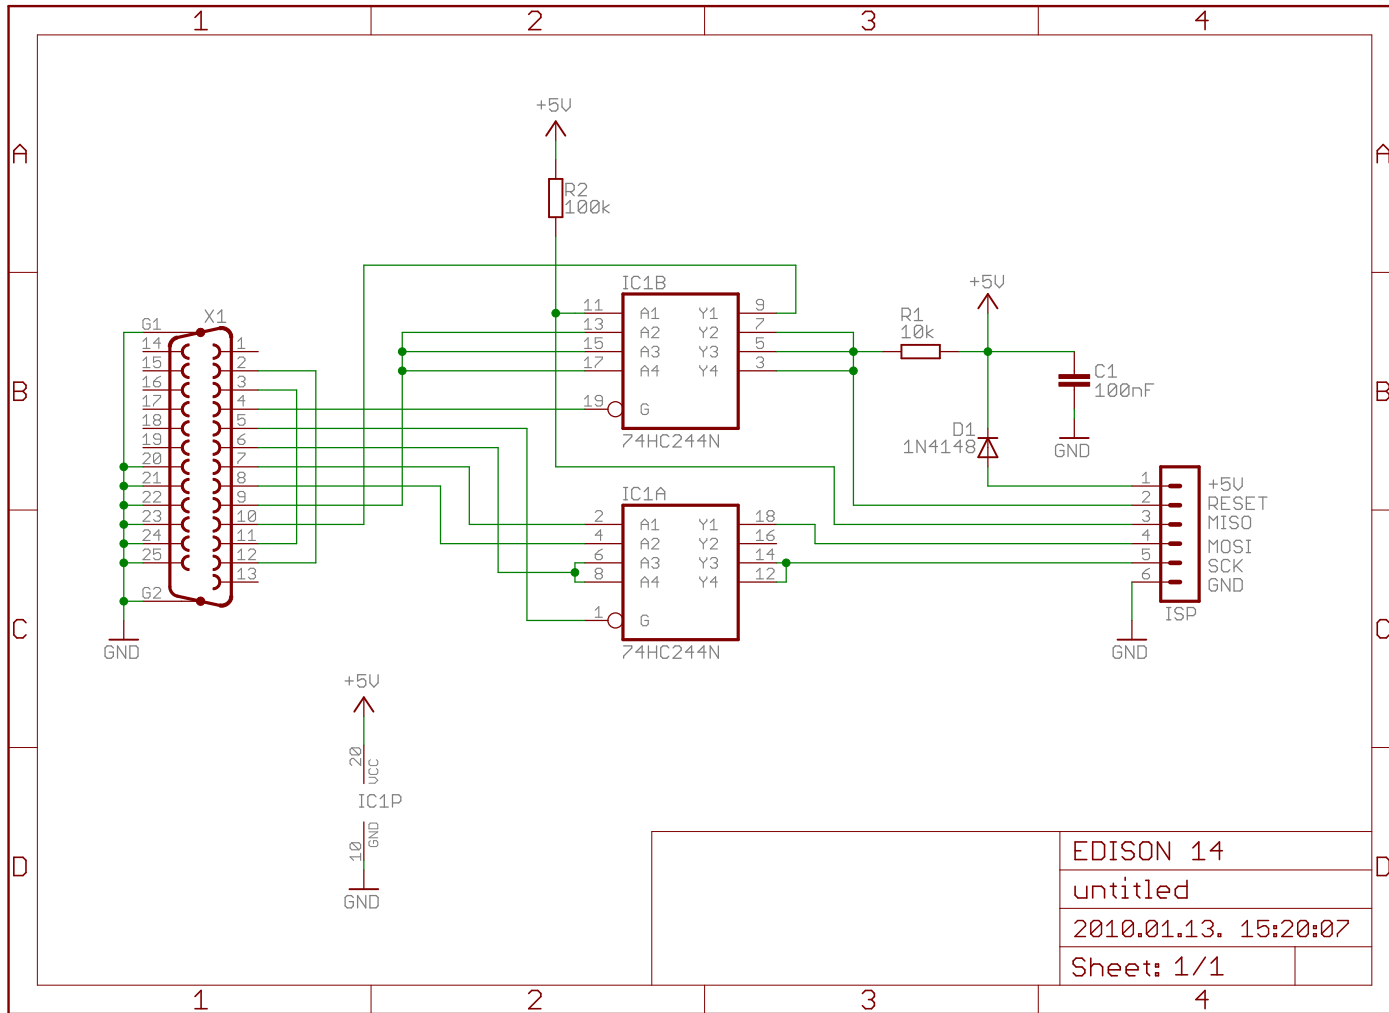 1 2 3 4
A A
+5V
R2
100k
B B
IC1B
11 A1 Y1 9
13 A2 Y2 7
15 A3 Y3 5
17 A4 Y4 3
19 G
74HC244N
+5V
R1
10k
C1
100nF
GND
D1
1N4148
X1
G1
14 1
15 2
16 3
17 4
18 5
19 6
20 7
21 8
22 9
23 10
24 11
25 12
13
G2
GND
IC1A
2 A1 Y1 18
4 A2 Y2 16
6 A3 Y3 14
8 A4 Y4 12
1 G
74HC244N
1 +5V
2 RESET
3 MISO
4 MOSI
5 SCK
6 GND
ISP
GND
C C
+5V
20 VCC
IC1P
10 GND
GND
D D
EDISON 14
untitled
2010.01.13. 15:20:07
Sheet: 1/1
1 2 3 4